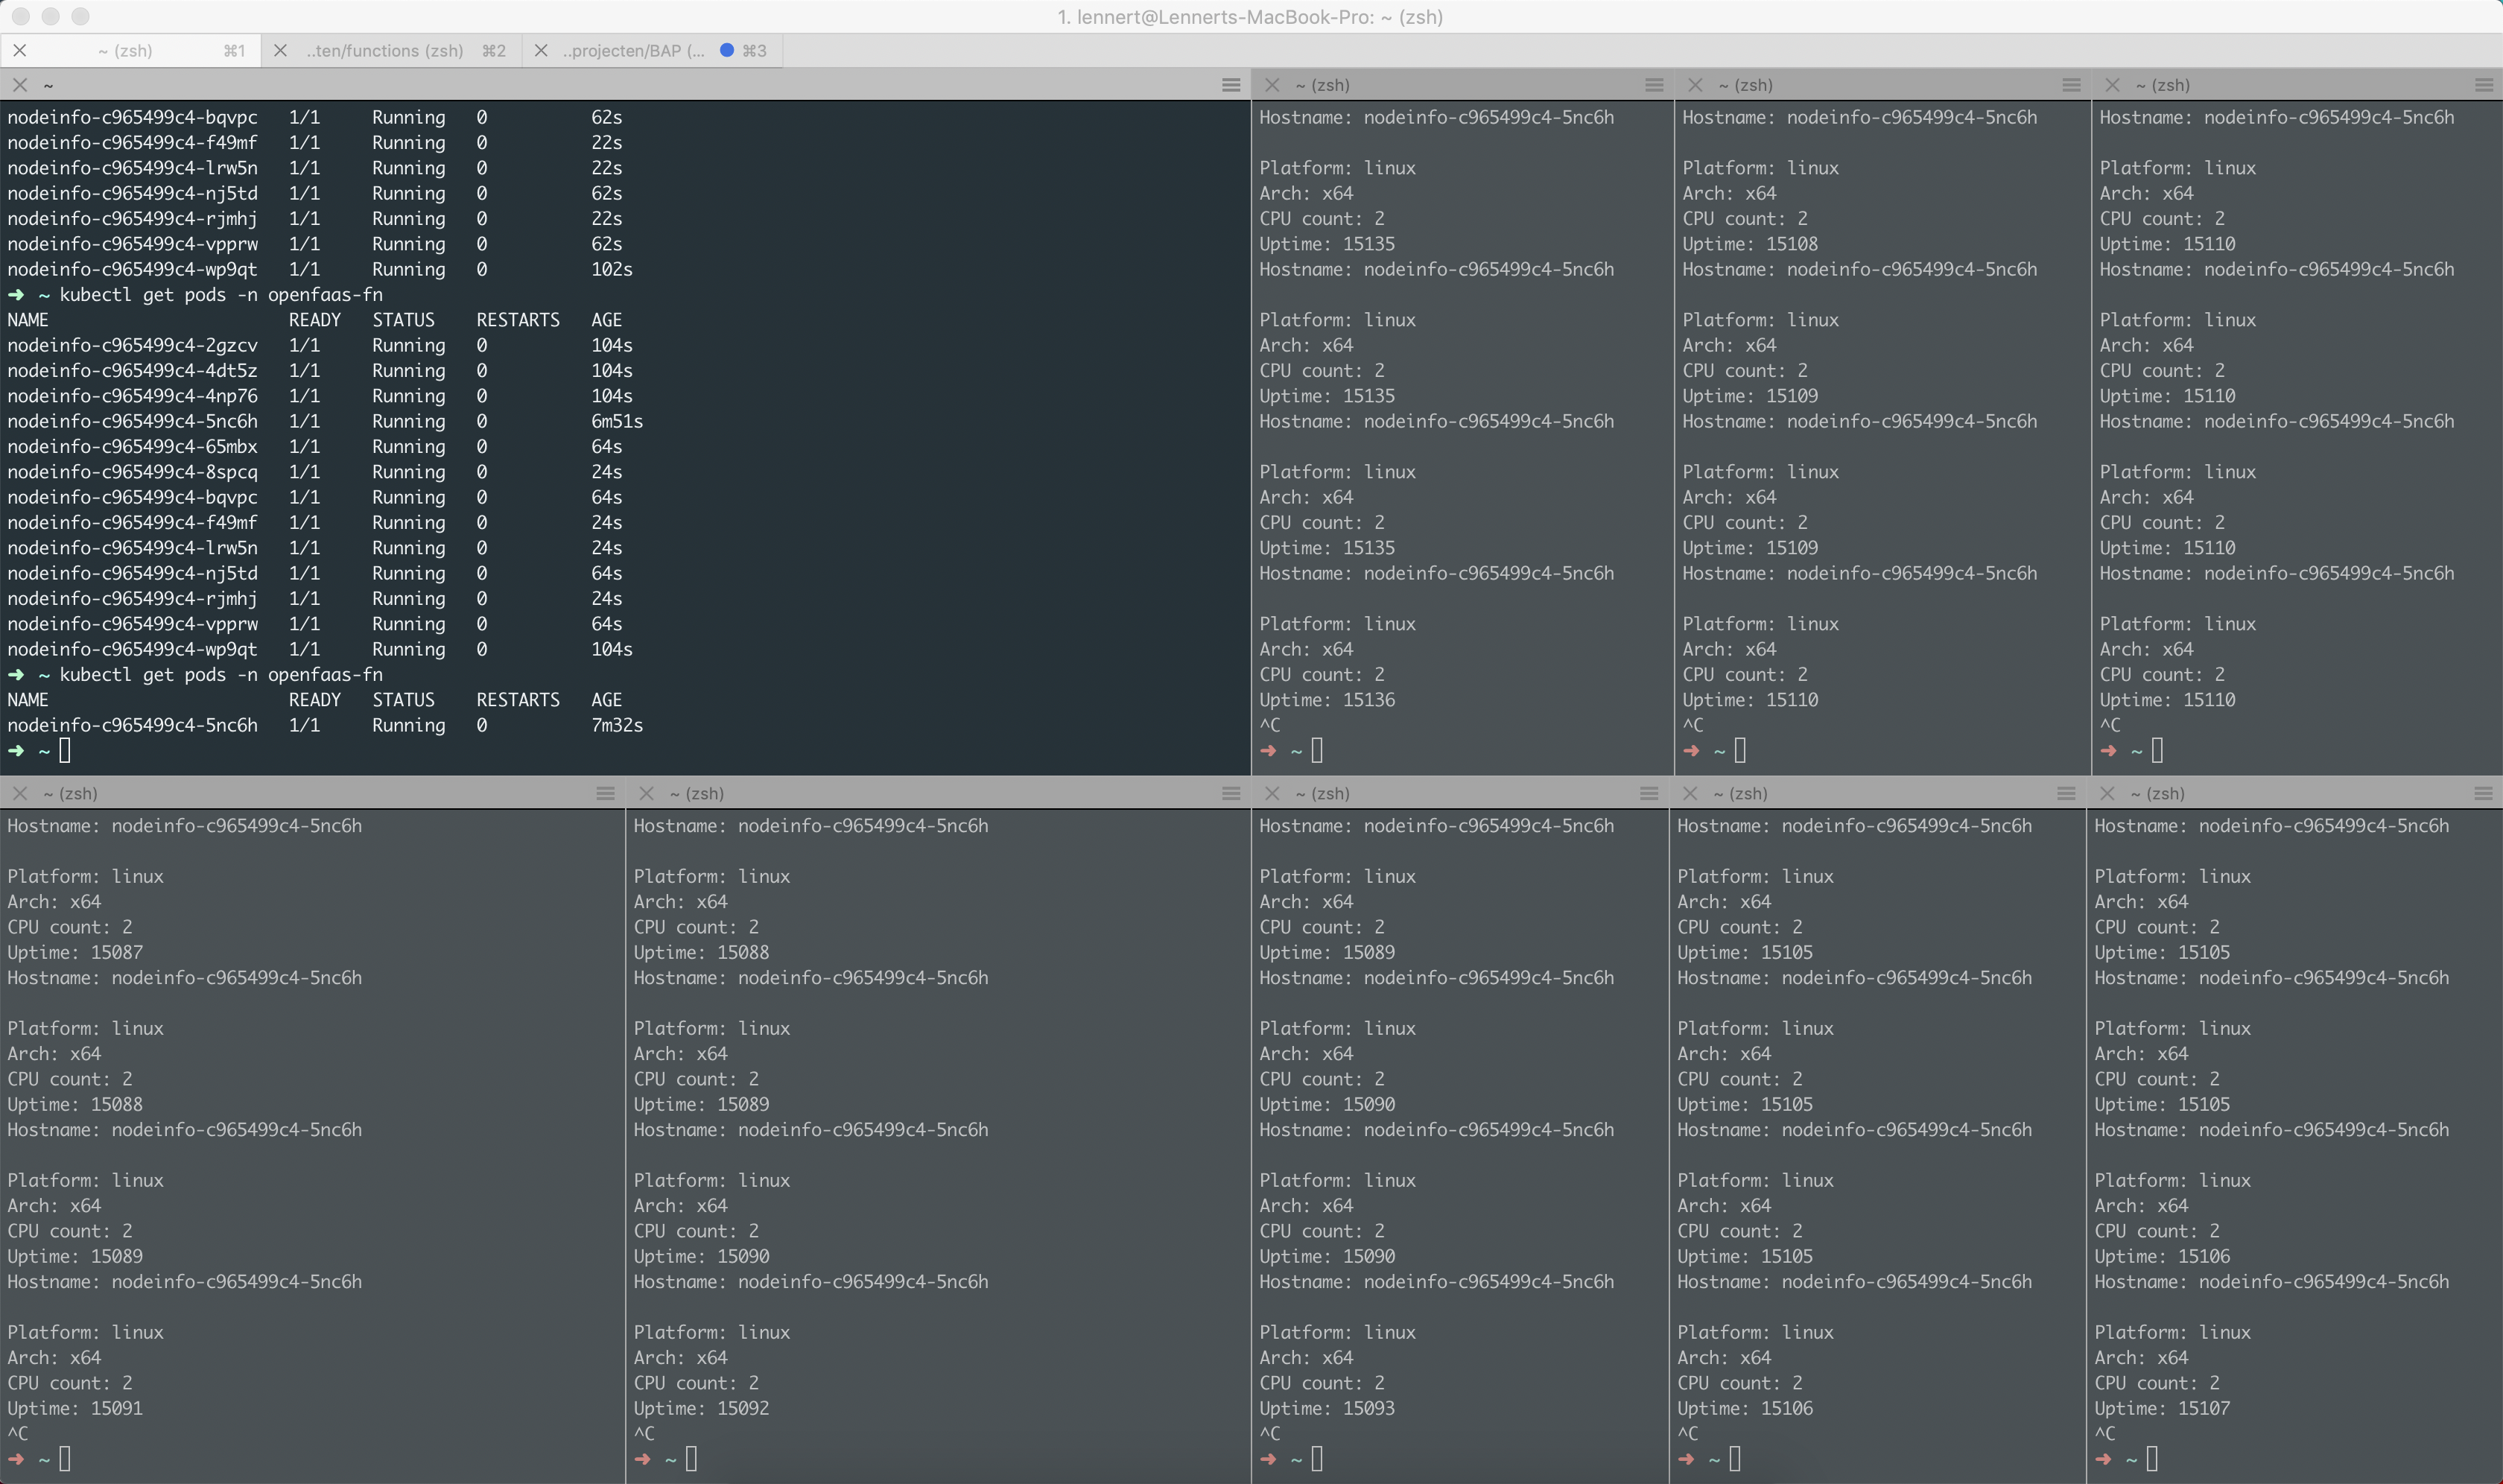 1. lennert@Lennerts-MacBook-Pro: ~ (zsh)
~ (zsh) ⌘1
..ten/functions (zsh) ⌘2
..projecten/BAP (... ⌘3
~
nodeinfo-c965499c4-bqvpc 1/1 Running 0 62s
nodeinfo-c965499c4-f49mf 1/1 Running 0 22s
nodeinfo-c965499c4-lrw5n 1/1 Running 0 22s
nodeinfo-c965499c4-nj5td 1/1 Running 0 62s
nodeinfo-c965499c4-rjmhj 1/1 Running 0 22s
nodeinfo-c965499c4-vpprw 1/1 Running 0 62s
nodeinfo-c965499c4-wp9qt 1/1 Running 0 102s
➜ ~ kubectl get pods -n openfaas-fn
NAME READY STATUS RESTARTS AGE
nodeinfo-c965499c4-2gzcv 1/1 Running 0 104s
nodeinfo-c965499c4-4dt5z 1/1 Running 0 104s
nodeinfo-c965499c4-4np76 1/1 Running 0 104s
nodeinfo-c965499c4-5nc6h 1/1 Running 0 6m51s
nodeinfo-c965499c4-65mbx 1/1 Running 0 64s
nodeinfo-c965499c4-8spcq 1/1 Running 0 24s
nodeinfo-c965499c4-bqvpc 1/1 Running 0 64s
nodeinfo-c965499c4-f49mf 1/1 Running 0 24s
nodeinfo-c965499c4-lrw5n 1/1 Running 0 24s
nodeinfo-c965499c4-nj5td 1/1 Running 0 64s
nodeinfo-c965499c4-rjmhj 1/1 Running 0 24s
nodeinfo-c965499c4-vpprw 1/1 Running 0 64s
nodeinfo-c965499c4-wp9qt 1/1 Running 0 104s
➜ ~ kubectl get pods -n openfaas-fn
NAME READY STATUS RESTARTS AGE
nodeinfo-c965499c4-5nc6h 1/1 Running 0 7m32s
➜ ~
~ (zsh)
Hostname: nodeinfo-c965499c4-5nc6h
Platform: linux
Arch: x64
CPU count: 2
Uptime: 15135
Hostname: nodeinfo-c965499c4-5nc6h
Platform: linux
Arch: x64
CPU count: 2
Uptime: 15135
Hostname: nodeinfo-c965499c4-5nc6h
Platform: linux
Arch: x64
CPU count: 2
Uptime: 15135
Hostname: nodeinfo-c965499c4-5nc6h
Platform: linux
Arch: x64
CPU count: 2
Uptime: 15136
^C
➜ ~
~ (zsh)
Hostname: nodeinfo-c965499c4-5nc6h
Platform: linux
Arch: x64
CPU count: 2
Uptime: 15108
Hostname: nodeinfo-c965499c4-5nc6h
Platform: linux
Arch: x64
CPU count: 2
Uptime: 15109
Hostname: nodeinfo-c965499c4-5nc6h
Platform: linux
Arch: x64
CPU count: 2
Uptime: 15109
Hostname: nodeinfo-c965499c4-5nc6h
Platform: linux
Arch: x64
CPU count: 2
Uptime: 15110
^C
➜ ~
~ (zsh)
Hostname: nodeinfo-c965499c4-5nc6h
Platform: linux
Arch: x64
CPU count: 2
Uptime: 15110
Hostname: nodeinfo-c965499c4-5nc6h
Platform: linux
Arch: x64
CPU count: 2
Uptime: 15110
Hostname: nodeinfo-c965499c4-5nc6h
Platform: linux
Arch: x64
CPU count: 2
Uptime: 15110
Hostname: nodeinfo-c965499c4-5nc6h
Platform: linux
Arch: x64
CPU count: 2
Uptime: 15110
^C
➜ ~
~ (zsh)
Hostname: nodeinfo-c965499c4-5nc6h
Platform: linux
Arch: x64
CPU count: 2
Uptime: 15087
Hostname: nodeinfo-c965499c4-5nc6h
Platform: linux
Arch: x64
CPU count: 2
Uptime: 15088
Hostname: nodeinfo-c965499c4-5nc6h
Platform: linux
Arch: x64
CPU count: 2
Uptime: 15089
Hostname: nodeinfo-c965499c4-5nc6h
Platform: linux
Arch: x64
CPU count: 2
Uptime: 15091
^C
➜ ~
~ (zsh)
Hostname: nodeinfo-c965499c4-5nc6h
Platform: linux
Arch: x64
CPU count: 2
Uptime: 15088
Hostname: nodeinfo-c965499c4-5nc6h
Platform: linux
Arch: x64
CPU count: 2
Uptime: 15089
Hostname: nodeinfo-c965499c4-5nc6h
Platform: linux
Arch: x64
CPU count: 2
Uptime: 15090
Hostname: nodeinfo-c965499c4-5nc6h
Platform: linux
Arch: x64
CPU count: 2
Uptime: 15092
^C
➜ ~
~ (zsh)
Hostname: nodeinfo-c965499c4-5nc6h
Platform: linux
Arch: x64
CPU count: 2
Uptime: 15089
Hostname: nodeinfo-c965499c4-5nc6h
Platform: linux
Arch: x64
CPU count: 2
Uptime: 15090
Hostname: nodeinfo-c965499c4-5nc6h
Platform: linux
Arch: x64
CPU count: 2
Uptime: 15090
Hostname: nodeinfo-c965499c4-5nc6h
Platform: linux
Arch: x64
CPU count: 2
Uptime: 15093
^C
➜ ~
~ (zsh)
Hostname: nodeinfo-c965499c4-5nc6h
Platform: linux
Arch: x64
CPU count: 2
Uptime: 15105
Hostname: nodeinfo-c965499c4-5nc6h
Platform: linux
Arch: x64
CPU count: 2
Uptime: 15105
Hostname: nodeinfo-c965499c4-5nc6h
Platform: linux
Arch: x64
CPU count: 2
Uptime: 15105
Hostname: nodeinfo-c965499c4-5nc6h
Platform: linux
Arch: x64
CPU count: 2
Uptime: 15106
^C
➜ ~
~ (zsh)
Hostname: nodeinfo-c965499c4-5nc6h
Platform: linux
Arch: x64
CPU count: 2
Uptime: 15105
Hostname: nodeinfo-c965499c4-5nc6h
Platform: linux
Arch: x64
CPU count: 2
Uptime: 15105
Hostname: nodeinfo-c965499c4-5nc6h
Platform: linux
Arch: x64
CPU count: 2
Uptime: 15106
Hostname: nodeinfo-c965499c4-5nc6h
Platform: linux
Arch: x64
CPU count: 2
Uptime: 15107
^C
➜ ~